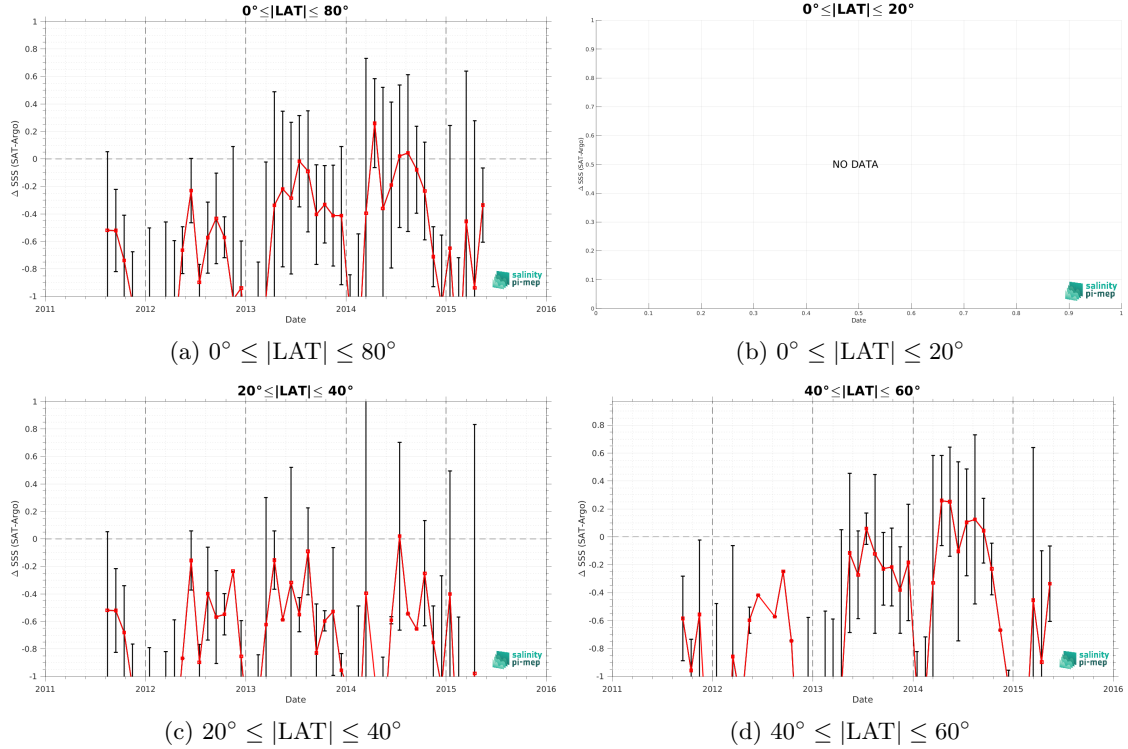 0°≤|LAT|≤ 80°
1
0.8
0.6
0.4
0.2
0
-0.2
-0.4
-0.6
-0.8
-1
Δ SSS (SAT-Argo)
2011 2012 2013 2014 2015 2016
Date
salinity
pi-mep
(a) 0° ≤ |LAT| ≤ 80°
0°≤|LAT|≤ 20°
1
0.9
0.8
0.7
0.6
0.5
0.4
0.3
0.2
0.1
0
Δ SSS (SAT-Argo)
NO DATA
0 0.1 0.2 0.3 0.4 0.5 0.6 0.7 0.8 0.9 1
Date
salinity
pi-mep
(b) 0° ≤ |LAT| ≤ 20°
20°≤|LAT|≤ 40°
1
0.8
0.6
0.4
0.2
0
-0.2
-0.4
-0.6
-0.8
-1
Δ SSS (SAT-Argo)
2011 2012 2013 2014 2015 2016
Date
salinity
pi-mep
(c) 20° ≤ |LAT| ≤ 40°
40°≤|LAT|≤ 60°
0.8
0.6
0.4
0.2
0
-0.2
-0.4
-0.6
-0.8
-1
Δ SSS (SAT-Argo)
2011 2012 2013 2014 2015 2016
Date
salinity
pi-mep
(d) 40° ≤ |LAT| ≤ 60°